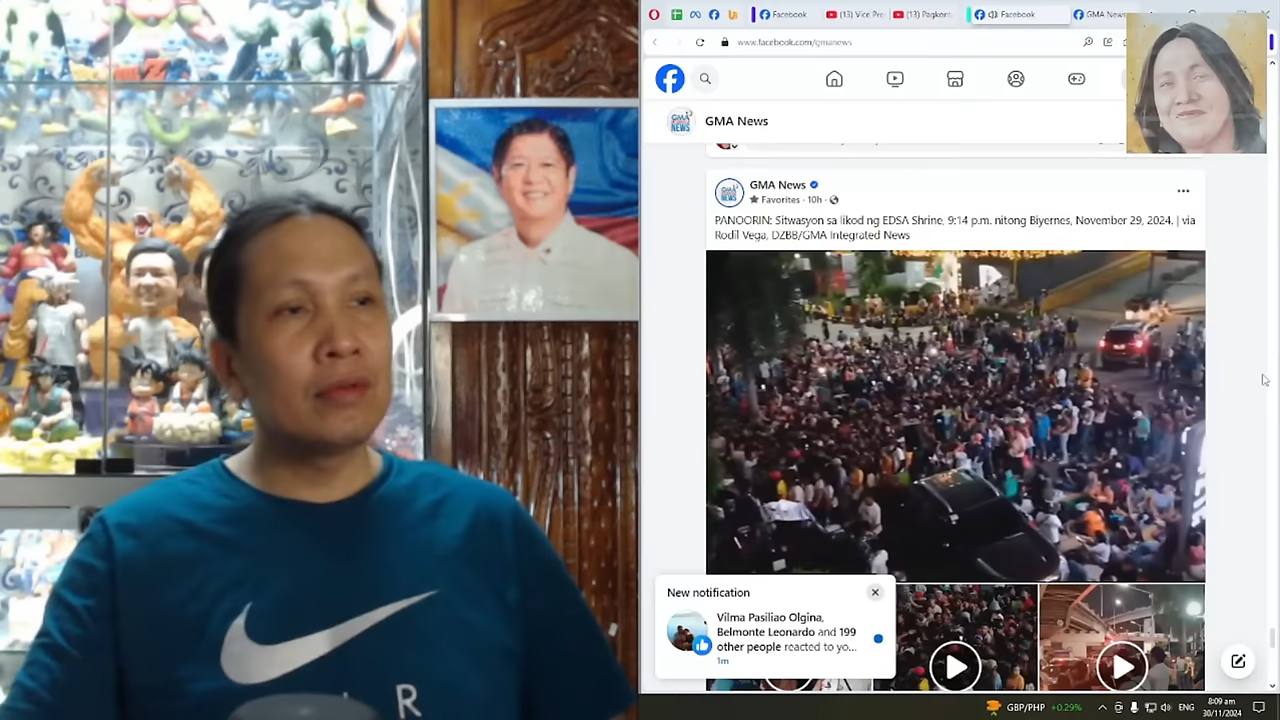 Facebook
(13) Vice Pre
(13) Pagkon
Facebook
GMA News
www.facebook.com/gmanews
GMA News
GMA
NEWS
GMA News
Favorites · 10h ·
PANOORIN: Sitwasyon sa likod ng EDSA Shrine, 9:14 p.m. nitong Biyernes, November 29, 2024. | via
Rodil Vega, DZBB/GMA Integrated News
New notification
Vilma Pasiliao Olgina,
Belmonte Leonardo and 199
other people reacted to yo...
1m
R
GBP/PHP +0.29%
ENG
8:09 am
30/11/2024